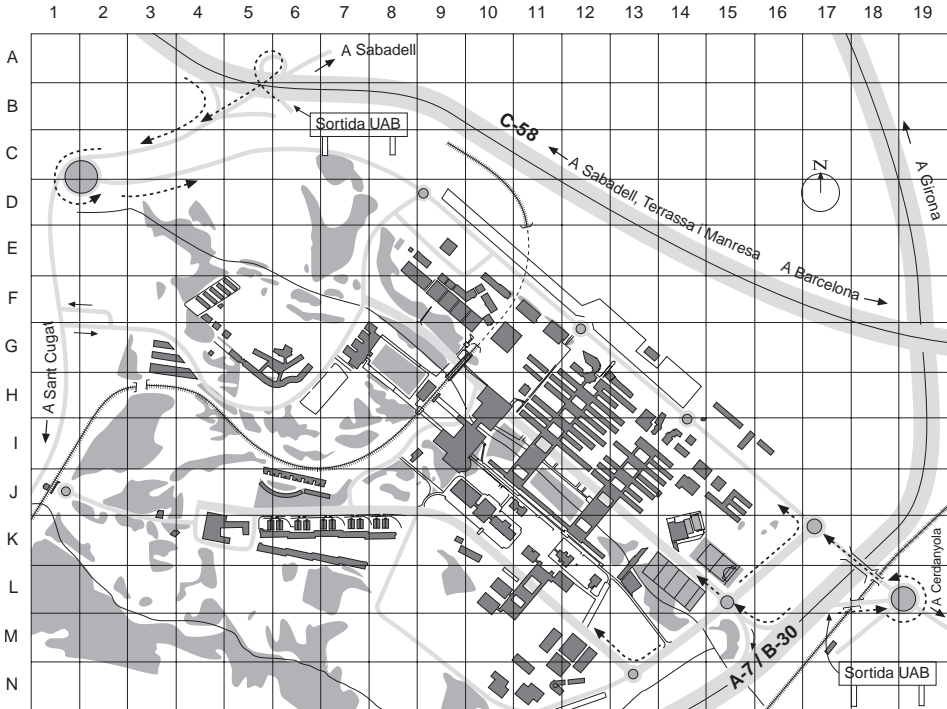 1 2 3 4 5 6 7 8 9 10 11 12 13 14 15 16 17 18 19
A
B
C
D
E
F
G
H
I
J
K
L
M
N
A Sabadell
Sortida UAB
C-58
A Sabadell, Terrassa i Manresa
A Barcelona
N
A Girona
A Sant Cugat
A Cerdanyola
A-7 / B-30
Sortida UAB